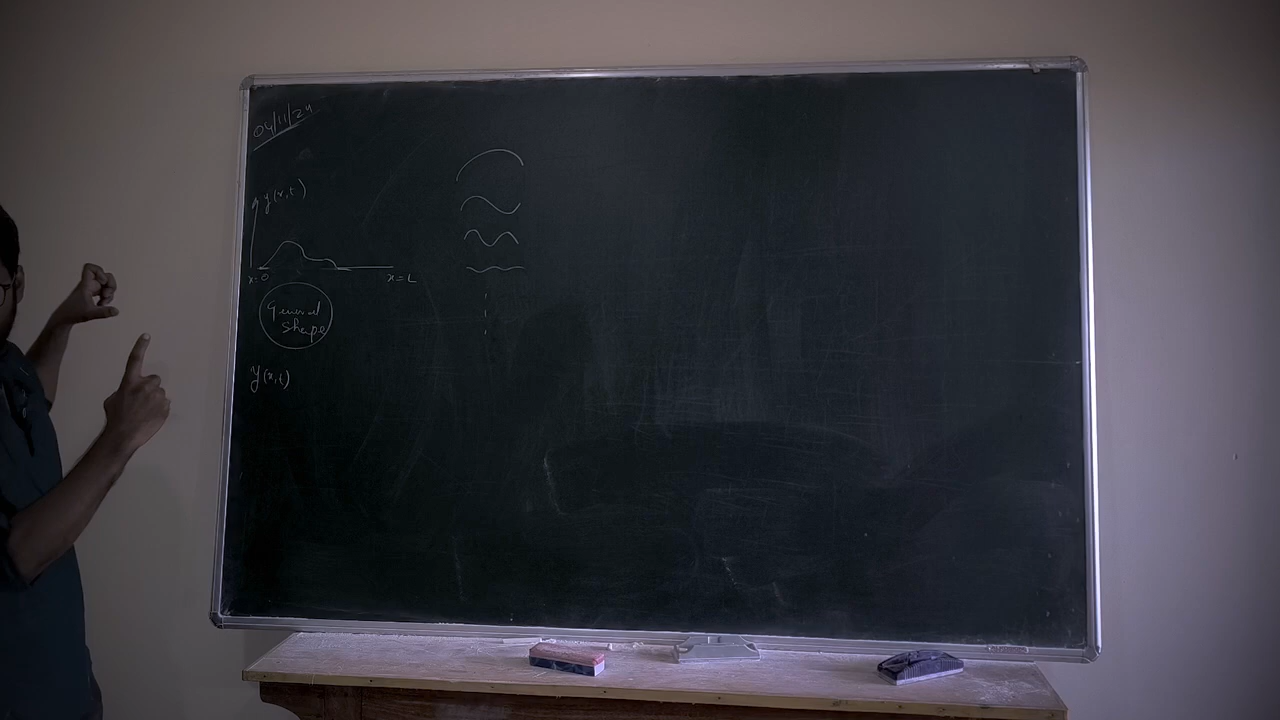 04/11/24
y(x,t)
x=0
x=L
General
Shape
y(x,t)